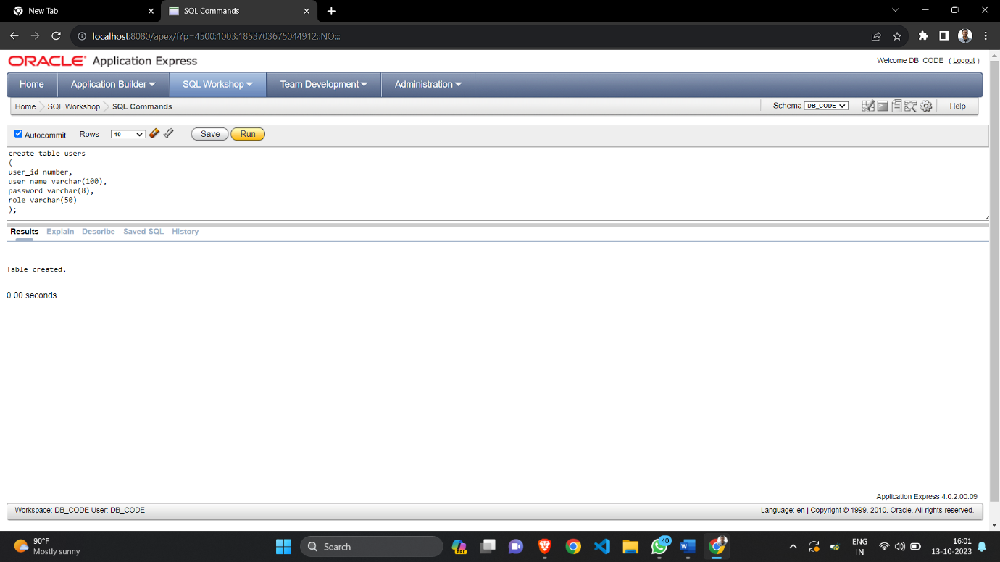 New Tab
SQL Commands
localhost:8080/apex/f?p=4500:1003:1853703675044912::NO:::
ORACLE Application Express
Welcome DB_CODE ( Logout )
Home Application Builder SQL Workshop Team Development Administration
Home SQL Workshop SQL Commands
Schema DB_CODE Help
Autocommit Rows 10 Save Run
create table users
(
user_id number,
user_name varchar(100),
password varchar(8),
role varchar(50)
);
Results Explain Describe Saved SQL History
Table created.
0.00 seconds
Application Express 4.0.2.00.09
Workspace: DB_CODE User: DB_CODE
Language: en | Copyright © 1999, 2010, Oracle. All rights reserved.
90°F
Mostly sunny
Search
PRE
40
ENG
IN
16:01
13-10-2023